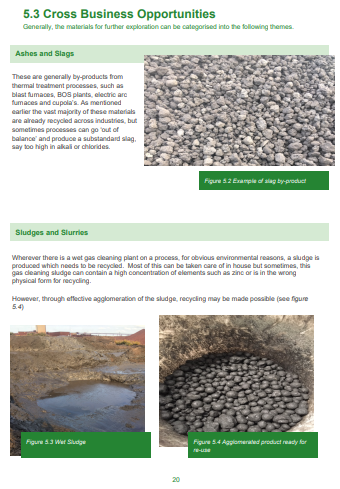 5.3 Cross Business Opportunities
Generally, the materials for further exploration can be categorised into the following themes.
Ashes and Slags
These are generally by-products from
thermal treatment processes, such as
blast furnaces, BOS plants, electric arc
furnaces and cupola's. As mentioned
earlier the vast majority of these materials
are already recycled across industries, but
sometimes processes can go 'out of
balance' and produce a substandard slag,
say too high in alkali or chlorides.
Figure 5.2 Example of slag by-product
Sludges and Slurries
Wherever there is a wet gas cleaning plant on a process, for obvious environmental reasons, a sludge is
produced which needs to be recycled. Most of this can be taken care of in house but sometimes, this
gas cleaning sludge can contain a high concentration of elements such as zinc or is in the wrong
physical form for recycling.
However, through effective agglomeration of the sludge, recycling may be made possible (see figure
5.4)
Figure 5.3 Wet Sludge
Figure 5.4 Agglomerated product ready for
re-use
20